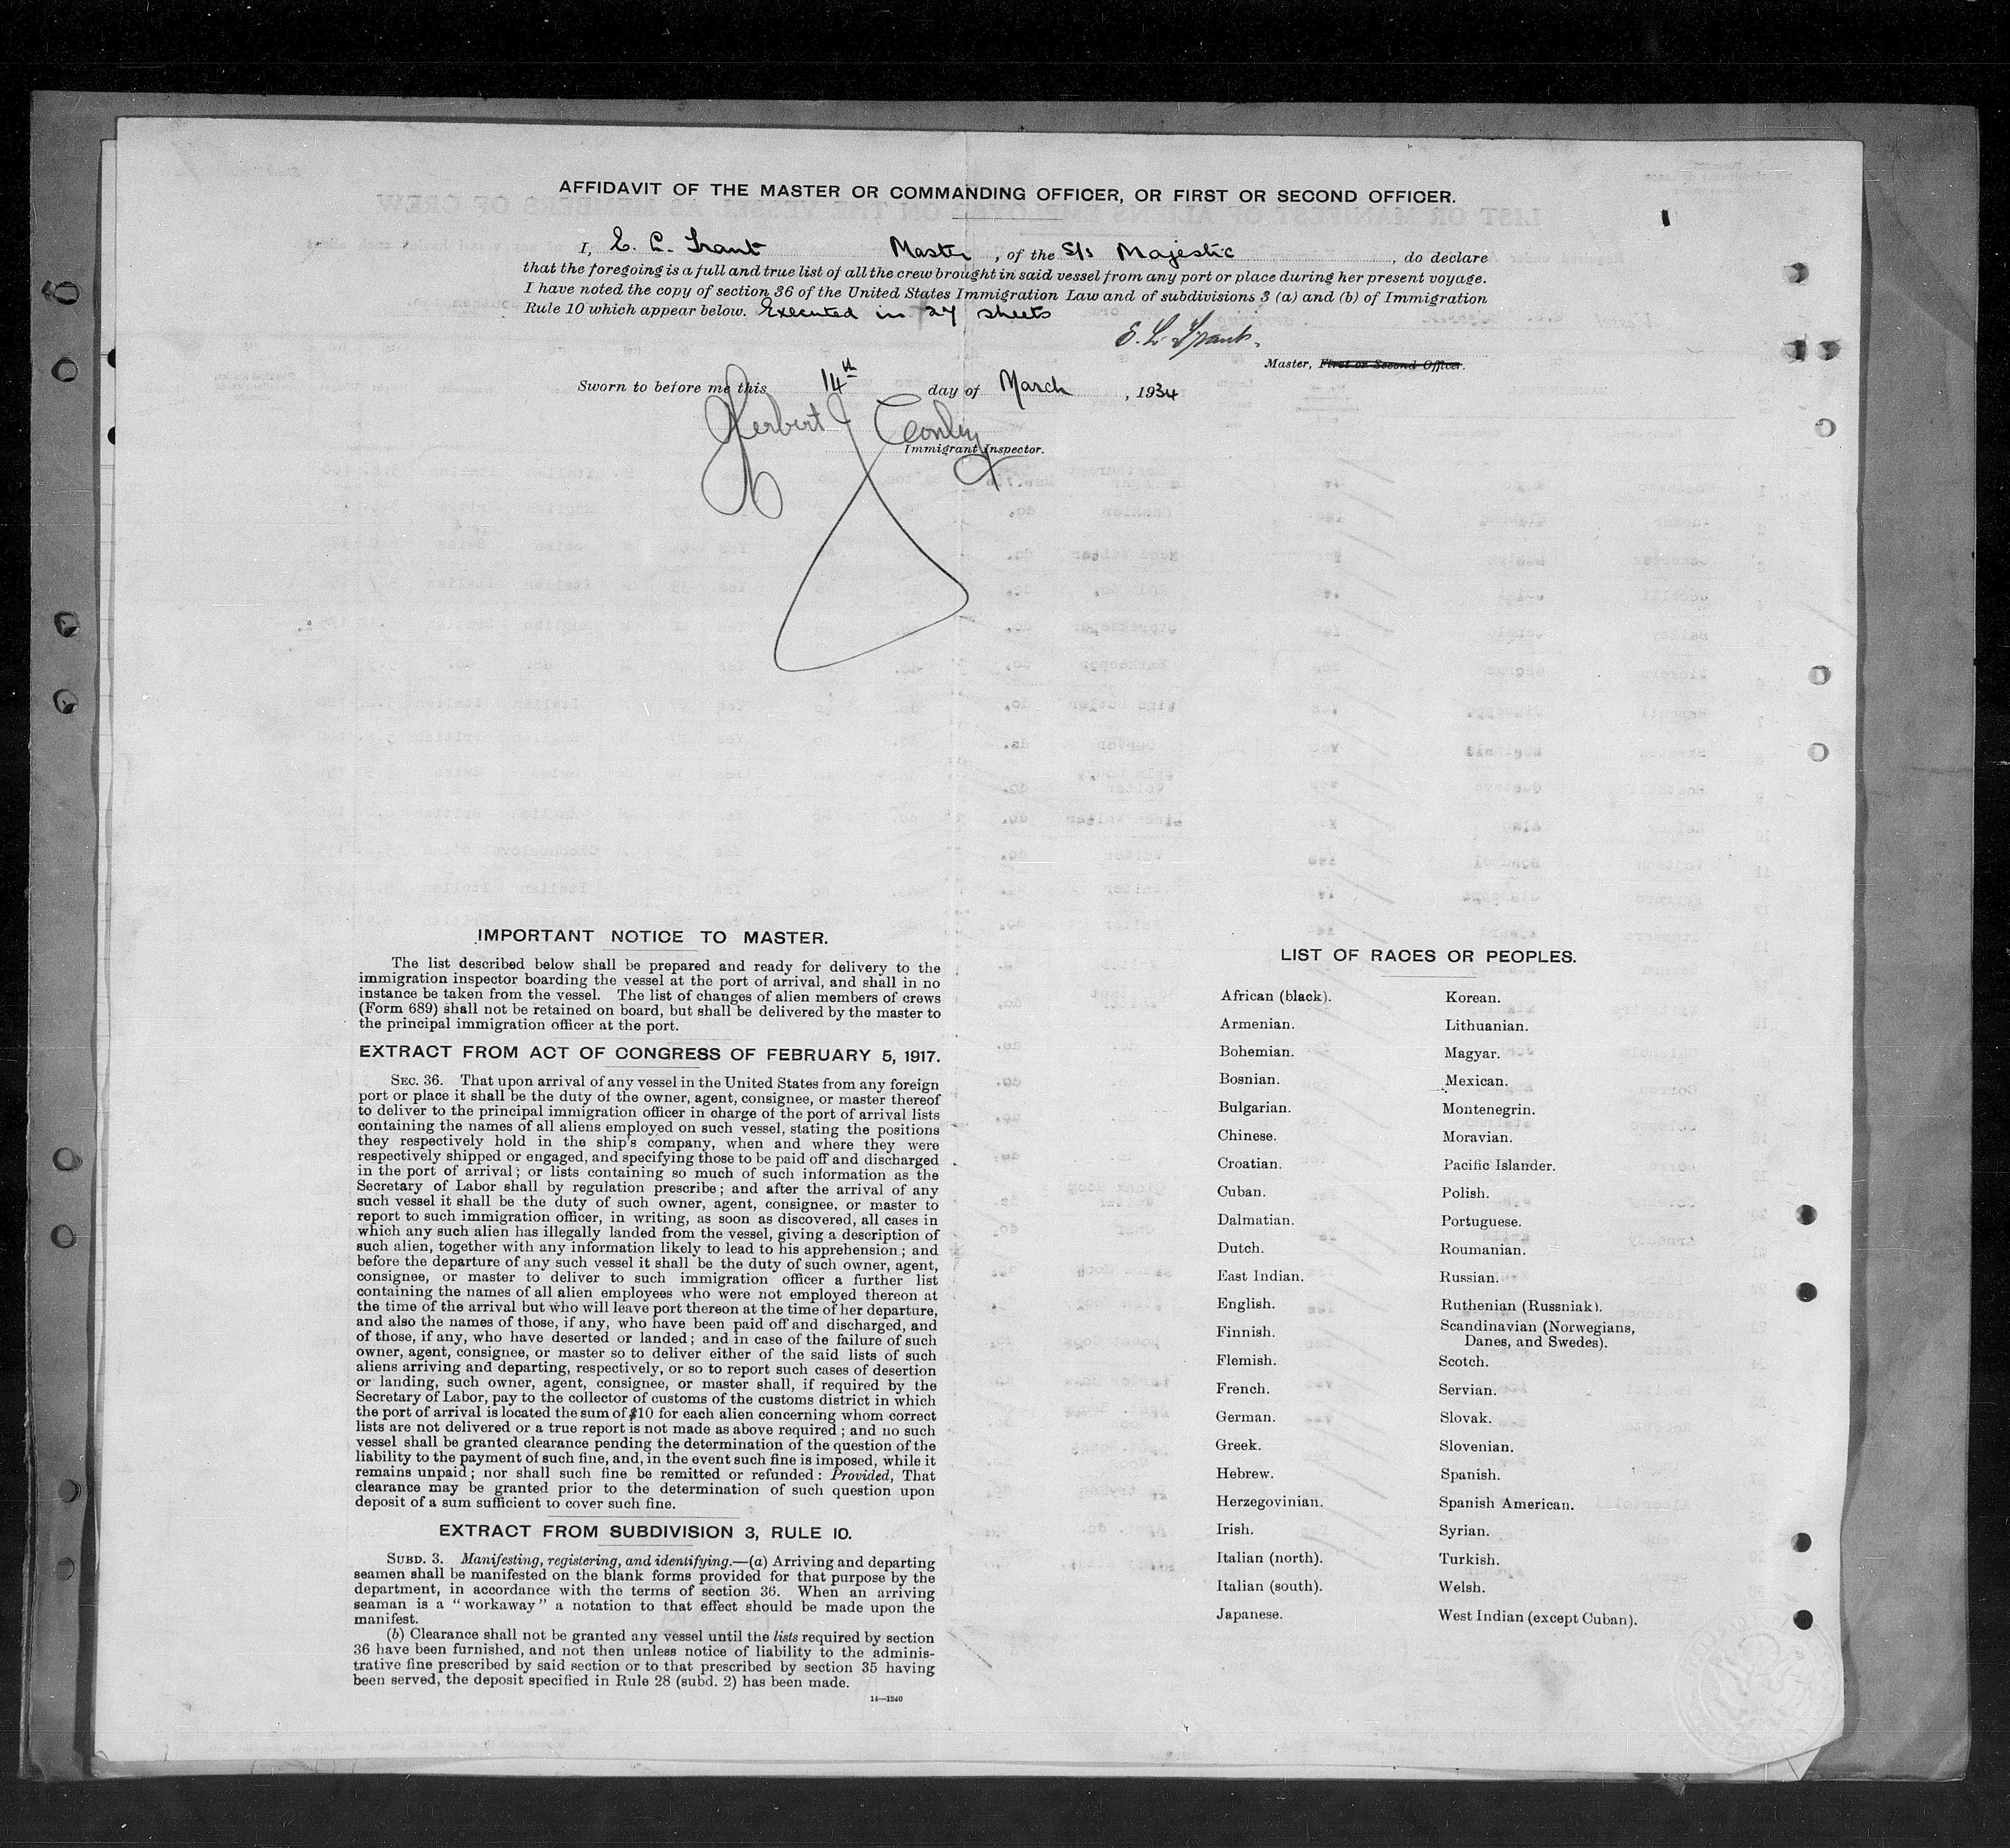 AFFIDAVIT OF THE MASTER OR COMMANDING OFFICER, OR FIRST OR SECOND OFFICER.
I, E. L. Trant Master, of the S/s Majestic, do declare
that the foregoing is a full and true list of all the crew brought in said vessel from any port or place during her present voyage.
I have noted the copy of section 36 of the United States Immigration Law and of subdivisions 3 (a) and (b) of Immigration
Rule 10 which appear below. Executed in 27 sheets
E. L. Trant.
Master, First or Second Officer.
Sworn to before me this 14th day of March, 1934
Herbert J Conley
Immigrant Inspector.
IMPORTANT NOTICE TO MASTER.
The list described below shall be prepared and ready for delivery to the
immigration inspector boarding the vessel at the port of arrival, and shall in no
instance be taken from the vessel. The list of changes of alien members of crews
(Form 689) shall not be retained on board, but shall be delivered by the master to
the principal immigration officer at the port.
EXTRACT FROM ACT OF CONGRESS OF FEBRUARY 5, 1917.
SEC. 36. That upon arrival of any vessel in the United States from any foreign
port or place it shall be the duty of the owner, agent, consignee, or master thereof
to deliver to the principal immigration officer in charge of the port of arrival lists
containing the names of all aliens employed on such vessel, stating the positions
they respectively hold in the ship's company, when and where they were
respectively shipped or engaged, and specifying those to be paid off and discharged
in the port of arrival; or lists containing so much of such information as the
Secretary of Labor shall by regulation prescribe; and after the arrival of any
such vessel it shall be the duty of such owner, agent, consignee, or master to
report to such immigration officer, in writing, as soon as discovered, all cases in
which any such alien has illegally landed from the vessel, giving a description of
such alien, together with any information likely to lead to his apprehension; and
before the departure of any such vessel it shall be the duty of such owner, agent,
consignee, or master to deliver to such immigration officer a further list
containing the names of all alien employees who were not employed thereon at
the time of the arrival but who will leave port thereon at the time of her departure,
and also the names of those, if any, who have been paid off and discharged, and
of those, if any, who have deserted or landed; and in case of the failure of such
owner, agent, consignee, or master so to deliver either of the said lists of such
aliens arriving and departing, respectively, or so to report such cases of desertion
or landing, such owner, agent, consignee, or master shall, if required by the
Secretary of Labor, pay to the collector of customs of the customs district in which
the port of arrival is located the sum of $10 for each alien concerning whom correct
lists are not delivered or a true report is not made as above required; and no such
vessel shall be granted clearance pending the determination of the question of the
liability to the payment of such fine, and, in the event such fine is imposed, while it
remains unpaid; nor shall such fine be remitted or refunded: Provided, That
clearance may be granted prior to the determination of such question upon
deposit of a sum sufficient to cover such fine.
EXTRACT FROM SUBDIVISION 3, RULE 10.
SUBD. 3. Manifesting, registering, and identifying.—(a) Arriving and departing
seamen shall be manifested on the blank forms provided for that purpose by the
department, in accordance with the terms of section 36. When an arriving
seaman is a "workaway" a notation to that effect should be made upon the
manifest.
(b) Clearance shall not be granted any vessel until the lists required by section
36 have been furnished, and not then unless notice of liability to the adminis-
trative fine prescribed by said section or to that prescribed by section 35 having
been served, the deposit specified in Rule 28 (subd. 2) has been made.
14—1240
LIST OF RACES OR PEOPLES.
African (black).
Armenian.
Bohemian.
Bosnian.
Bulgarian.
Chinese.
Croatian.
Cuban.
Dalmatian.
Dutch.
East Indian.
English.
Finnish.
Flemish.
French.
German.
Greek.
Hebrew.
Herzegovinian.
Irish.
Italian (north).
Italian (south).
Japanese.
Korean.
Lithuanian.
Magyar.
Mexican.
Montenegrin.
Moravian.
Pacific Islander.
Polish.
Portuguese.
Roumanian.
Russian.
Ruthenian (Russniak).
Scandinavian (Norwegians,
Danes, and Swedes).
Scotch.
Servian.
Slovak.
Slovenian.
Spanish.
Spanish American.
Syrian.
Turkish.
Welsh.
West Indian (except Cuban).